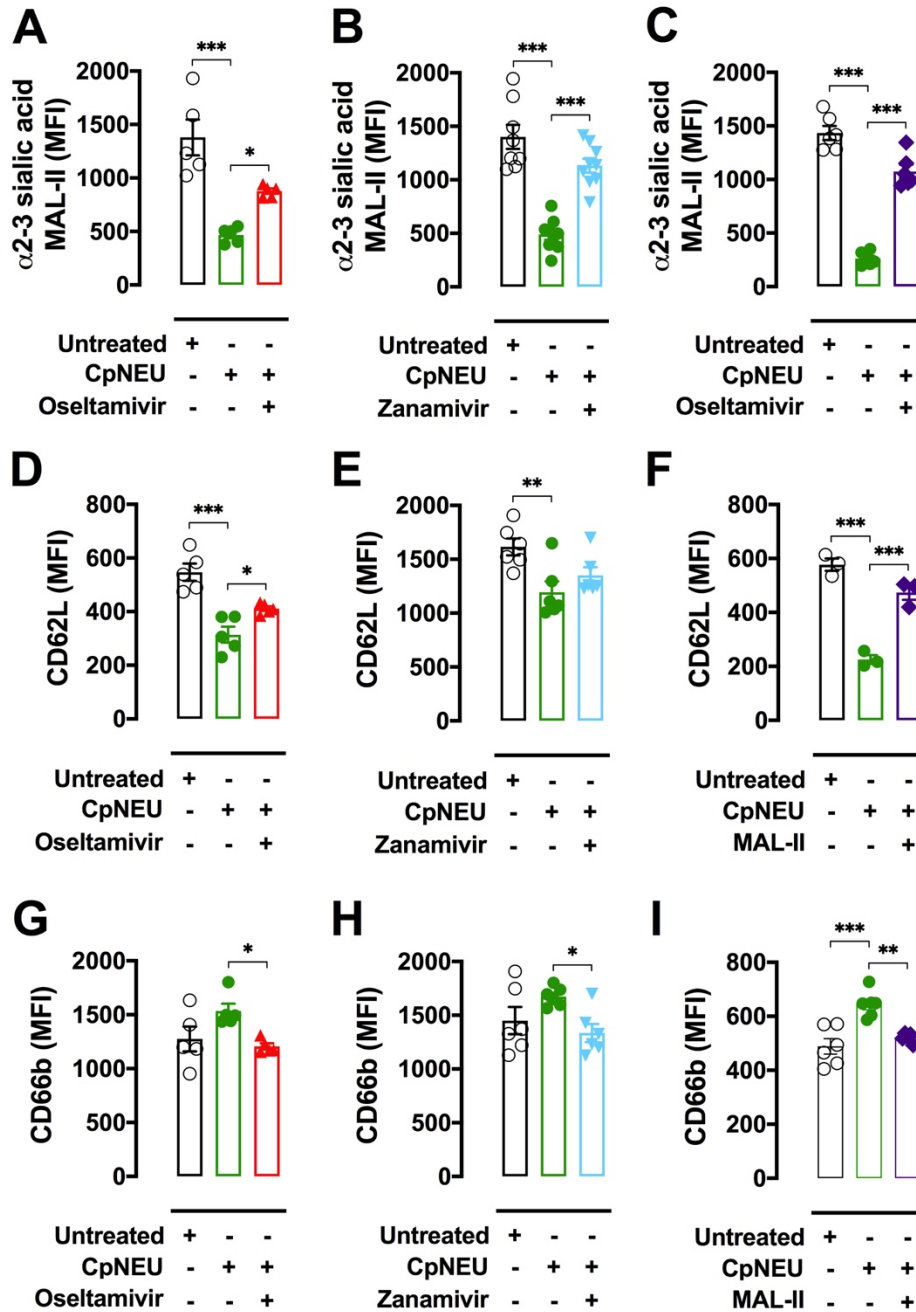 A
α2-3 sialic acid
MAL-II (MFI)
2000
1500
1000
500
0
***
*
Untreated + - -
CpNEU - + +
Oseltamivir - - +
B
α2-3 sialic acid
MAL-II (MFI)
2000
1500
1000
500
0
***
***
Untreated + - -
CpNEU - + +
Zanamivir - - +
C
α2-3 sialic acid
MAL-II (MFI)
2000
1500
1000
500
0
***
***
Untreated + - -
CpNEU - + +
Oseltamivir - - +
D
CD62L (MFI)
800
600
400
200
0
***
*
Untreated + - -
CpNEU - + +
Oseltamivir - - +
E
CD62L (MFI)
2000
1500
1000
500
0
**
Untreated + - -
CpNEU - + +
Zanamivir - - +
F
CD62L (MFI)
800
600
400
200
0
***
***
Untreated + - -
CpNEU - + +
MAL-II - - +
G
CD66b (MFI)
2000
1500
1000
500
0
*
Untreated + - -
CpNEU - + +
Oseltamivir - - +
H
CD66b (MFI)
2000
1500
1000
500
0
*
Untreated + - -
CpNEU - + +
Zanamivir - - +
I
CD66b (MFI)
800
600
400
200
0
***
**
Untreated + - -
CpNEU - + +
MAL-II - - +